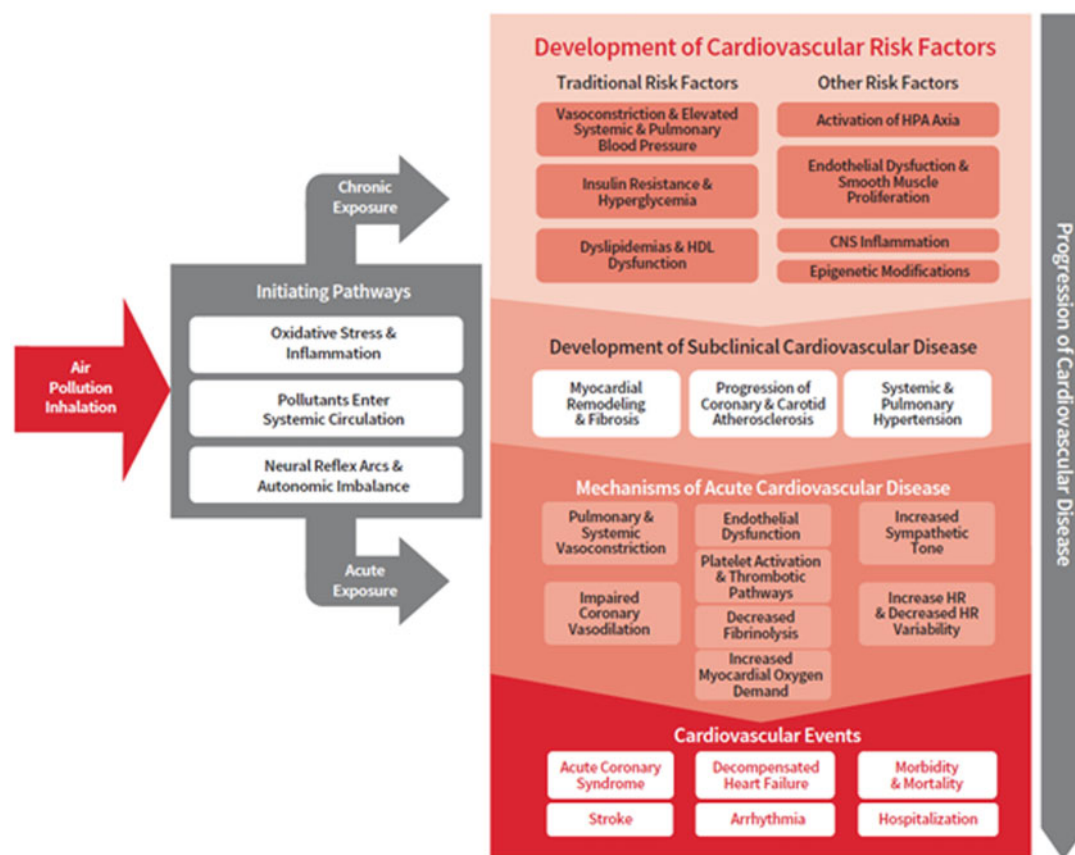 Development of Cardiovascular Risk Factors
Traditional Risk Factors
Other Risk Factors
Vasoconstriction & Elevated
Systemic & Pulmonary
Blood Pressure
Insulin Resistance &
Hyperglycemia
Dyslipidemias & HDL
Dysfunction
Activation of HPA Axia
Endothelial Dysfuction &
Smooth Muscle
Proliferation
CNS Inflammation
Epigenetic Modifications
Chronic
Exposure
Initiating Pathways
Oxidative Stress &
Inflammation
Pollutants Enter
Systemic Circulation
Neural Reflex Arcs &
Autonomic Imbalance
Air
Pollution
Inhalation
Acute
Exposure
Development of Subclinical Cardiovascular Disease
Myocardial
Remodeling
& Fibrosis
Progression of
Coronary & Carotid
Atherosclerosis
Systemic &
Pulmonary
Hypertension
Mechanisms of Acute Cardiovascular Disease
Pulmonary &
Systemic
Vasoconstriction
Impaired
Coronary
Vasodilation
Endothelial
Dysfunction
Platelet Activation
& Thrombotic
Pathways
Decreased
Fibrinolysis
Increased
Myocardial Oxygen
Demand
Increased
Sympathetic
Tone
Increase HR
& Decreased HR
Variability
Cardiovascular Events
Acute Coronary
Syndrome
Decompensated
Heart Failure
Morbidity
& Mortality
Stroke
Arrhythmia
Hospitalization
Progression of Cardiovascular Disease